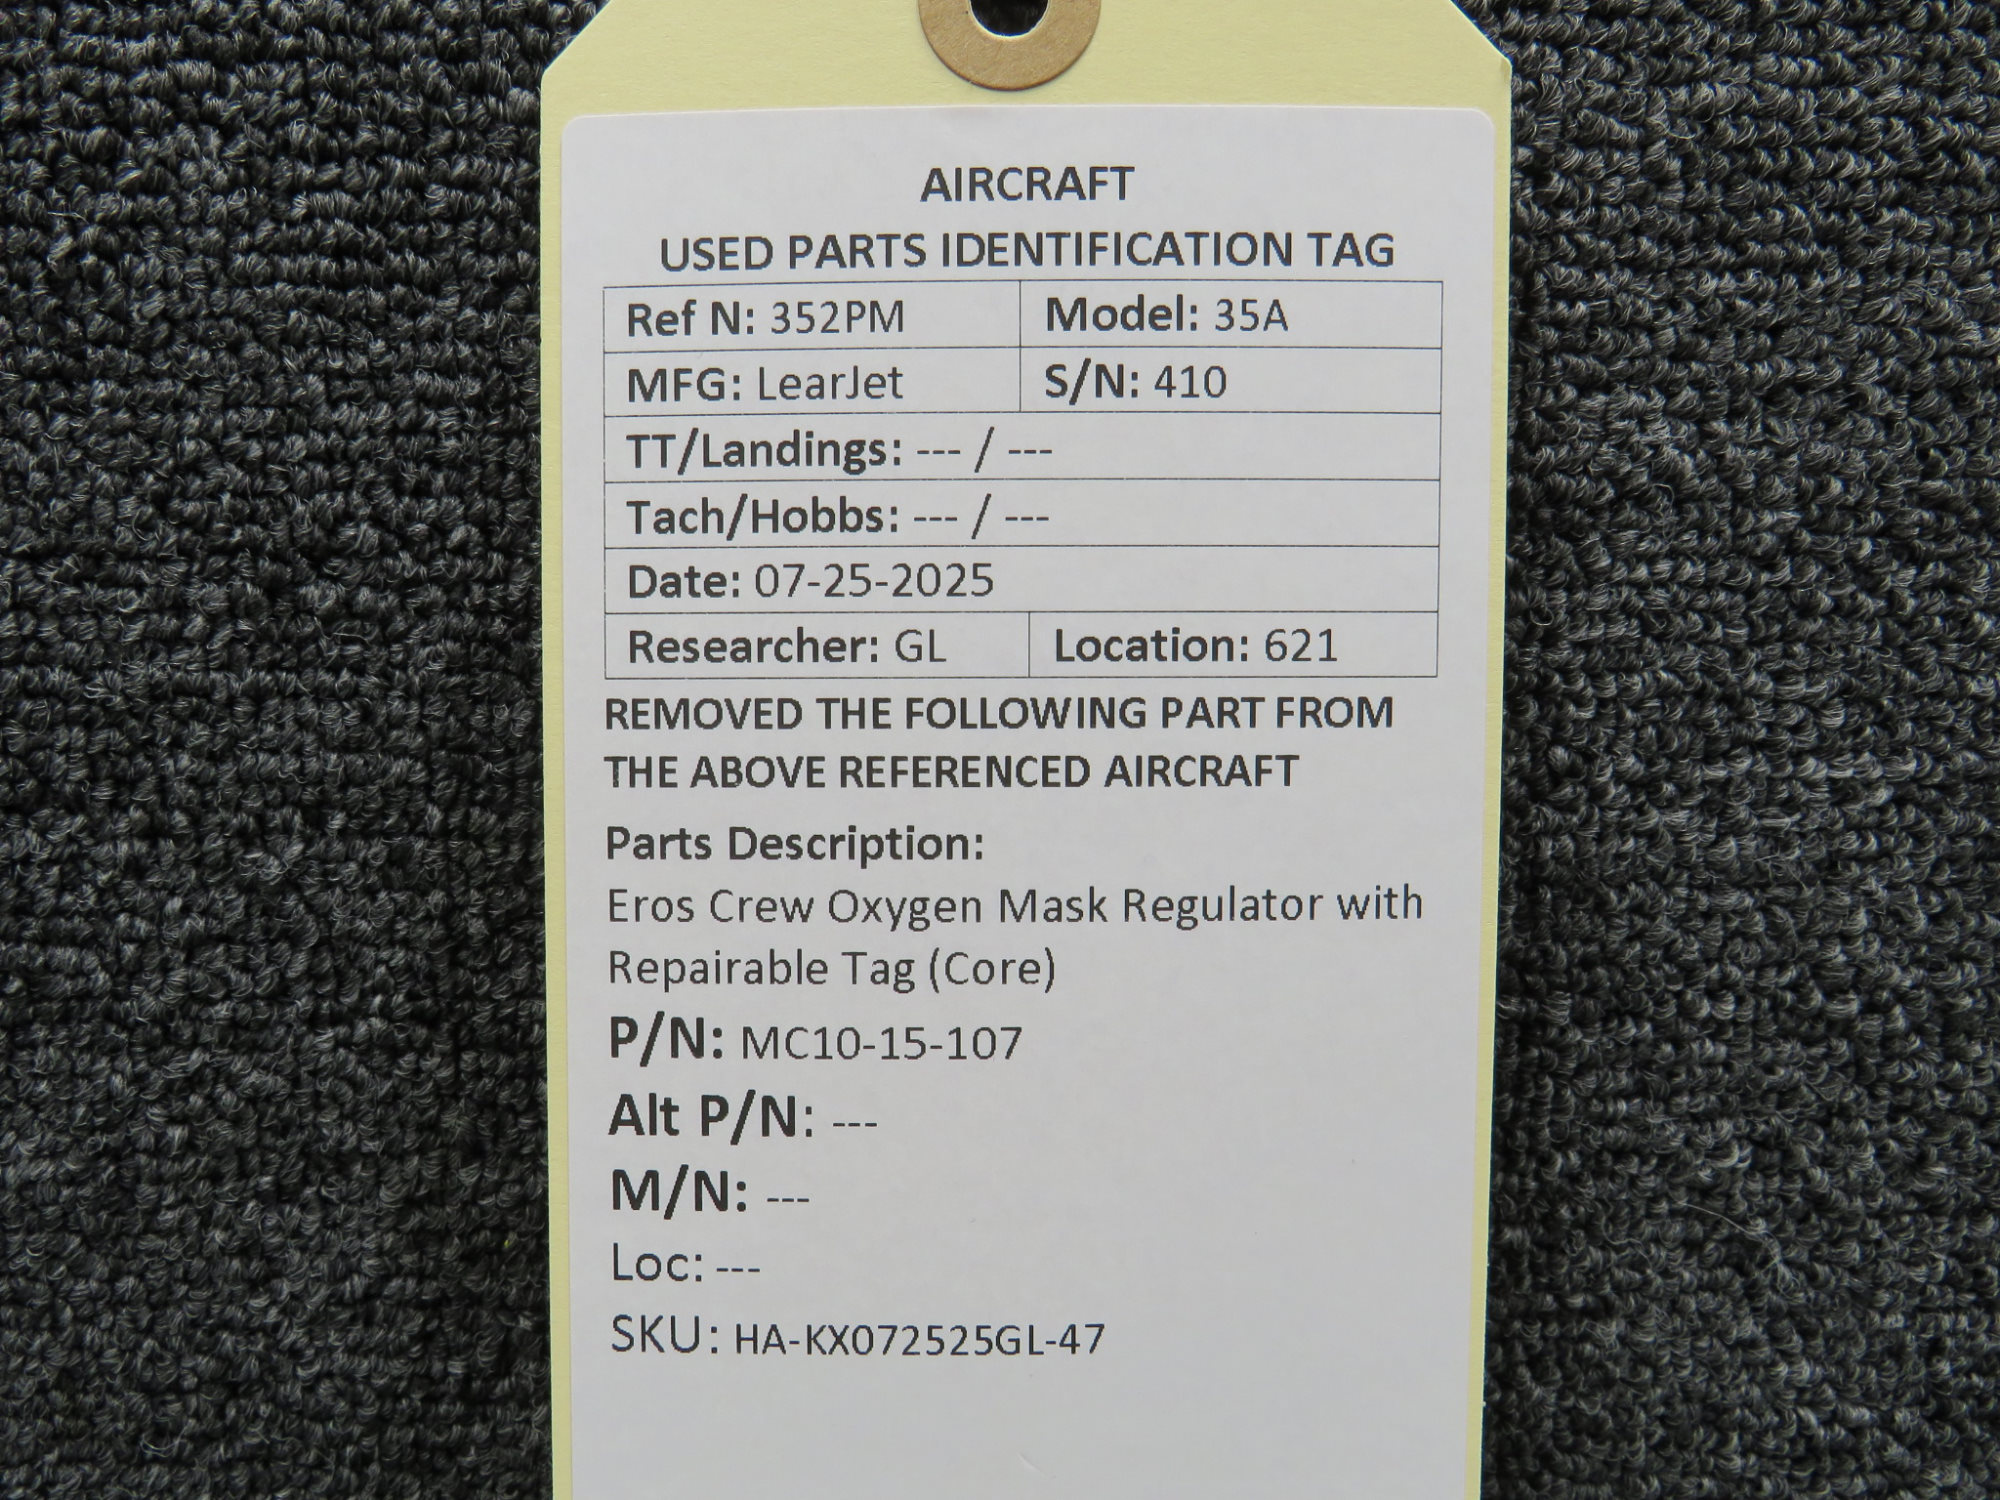 AIRCRAFT
USED PARTS IDENTIFICATION TAG
Ref N: 352PM Model: 35A
MFG: LearJet S/N: 410
TT/Landings: --- / ---
Tach/Hobbs: --- / ---
Date: 07-25-2025
Researcher: GL Location: 621
REMOVED THE FOLLOWING PART FROM
THE ABOVE REFERENCED AIRCRAFT
Parts Description:
Eros Crew Oxygen Mask Regulator with
Repairable Tag (Core)
P/N: MC10-15-107
Alt P/N: ---
M/N: ---
Loc: ---
SKU: HA-KX072525GL-47